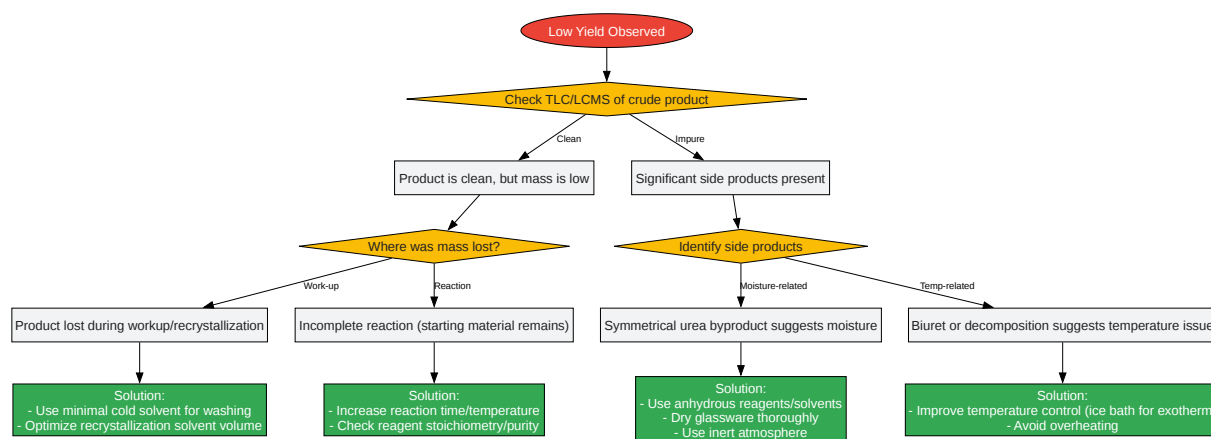 Low Yield Observed
Check TLC/LCMS of crude product
Clean
Impure
Product is clean, but mass is low
Significant side products present
Where was mass lost?
Identify side products
Work-up
Reaction
Moisture-related
Temp-related
Product lost during workup/recrystallization
Incomplete reaction (starting material remains)
Symmetrical urea byproduct suggests moisture
Biuret or decomposition suggests temperature issue
Solution:
- Use minimal cold solvent for washing
- Optimize recrystallization solvent volume
Solution:
- Increase reaction time/temperature
- Check reagent stoichiometry/purity
Solution:
- Use anhydrous reagents/solvents
- Dry glassware thoroughly
- Use inert atmosphere
Solution:
- Improve temperature control (ice bath for exotherm
- Avoid overheating